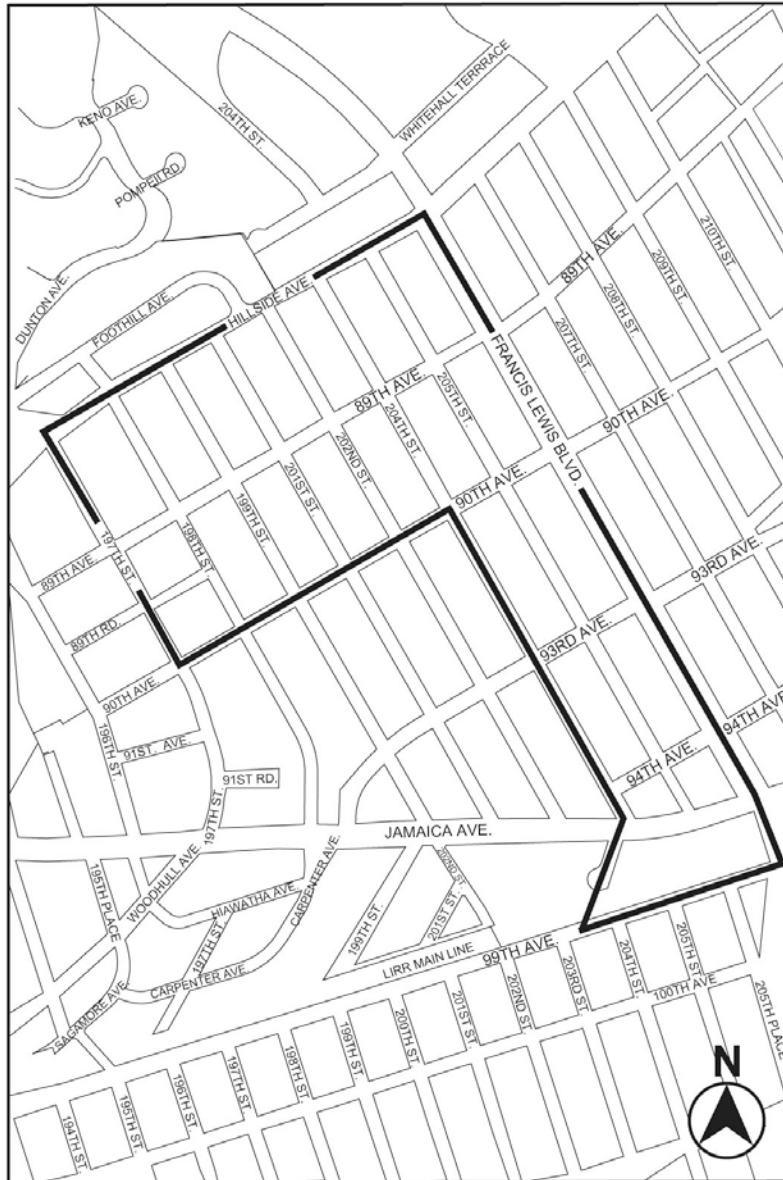 KENO AVE.
204TH ST.
WHITEHALL TERRRACE
POMPEII RD.
DUNTON AVE.
FOOTHILL AVE.
HILLSIDE AVE.
89TH AVE.
210TH ST.
209TH ST.
208TH ST.
207TH ST.
FRANCIS LEWIS BLVD.
89TH AVE.
205TH ST.
204TH ST.
202ND ST.
201ST ST.
199TH ST.
198TH ST.
197TH ST.
90TH AVE.
90TH AVE.
89TH AVE.
89TH RD.
90TH AVE.
93RD AVE.
93RD AVE.
196TH ST.
91ST. AVE.
91ST RD.
197TH ST.
94TH AVE.
94TH AVE.
JAMAICA AVE.
WOODHULL AVE.
195TH PLACE
HIAWATHA AVE.
CARPENTER AVE.
202ND ST.
199TH ST.
201ST ST.
197TH ST.
CARPENTER AVE.
SAGAMORE AVE.
LIRR MAIN LINE
99TH AVE.
205TH ST.
204TH ST.
203RD ST.
202ND ST.
201ST ST.
200TH ST.
199TH ST.
198TH ST.
197TH ST.
196TH ST.
195TH ST.
194TH ST.
100TH AVE
205TH PLACE
N